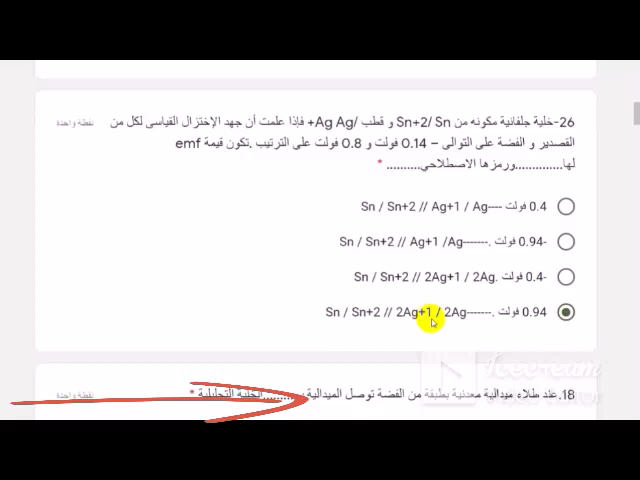 26-خلية جلفانية مكونه من Sn+2/ Sn و قطب Ag Ag/+ فإذا علمت أن جهد الإختزال القياسى لكل من
نقطة واحدة
القصدير و الفضة على التوالى – 0.14 فولت و 0.8 فولت على الترتيب .تكون قيمة emf
لها..............ورمزها الاصطلاحي.......... *
0.4 فولت ----Sn / Sn+2 // Ag+1 / Ag
-0.94 فولت .-------Sn / Sn+2 // Ag+1 /Ag
-0.4 فولت .Sn / Sn+2 // 2Ag+1 / 2Ag
0.94 فولت .-------Sn / Sn+2 // 2Ag+1 / 2Ag
18.عند طلاء ميدالية معدنية بطبقة من الفضة توصل الميدالية ..........الخلية التحليلية *
نقطة واحدة